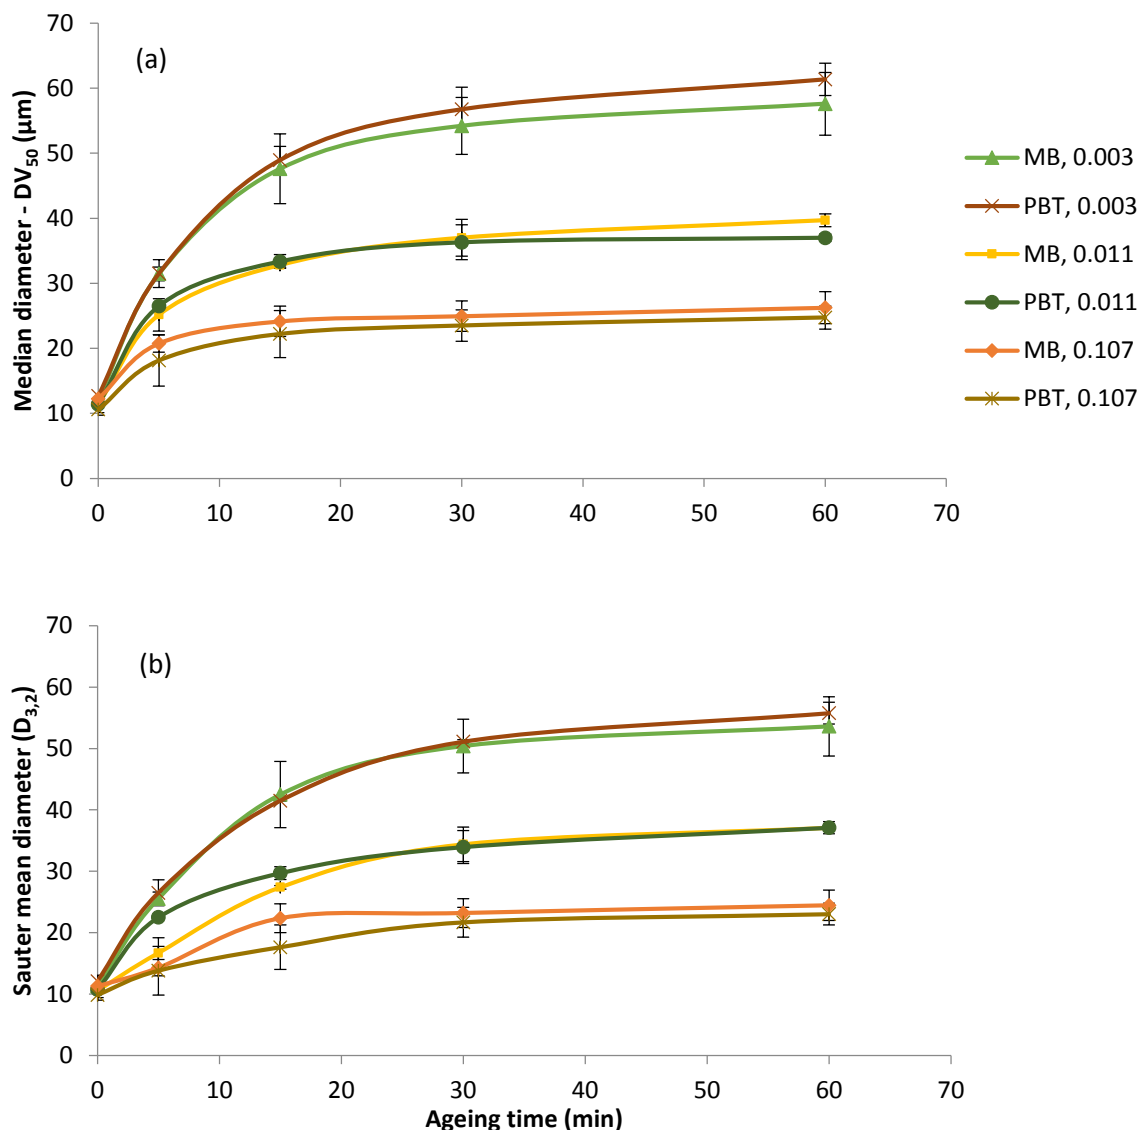 70
(a)
60
50
40
30
20
10
0
Median diameter - DV50 (µm)
0 10 20 30 40 50 60 70
MB, 0.003
PBT, 0.003
MB, 0.011
PBT, 0.011
MB, 0.107
PBT, 0.107
70
(b)
60
50
40
30
20
10
0
Sauter mean diameter (D3,2)
0 10 20 30 40 50 60 70
Ageing time (min)